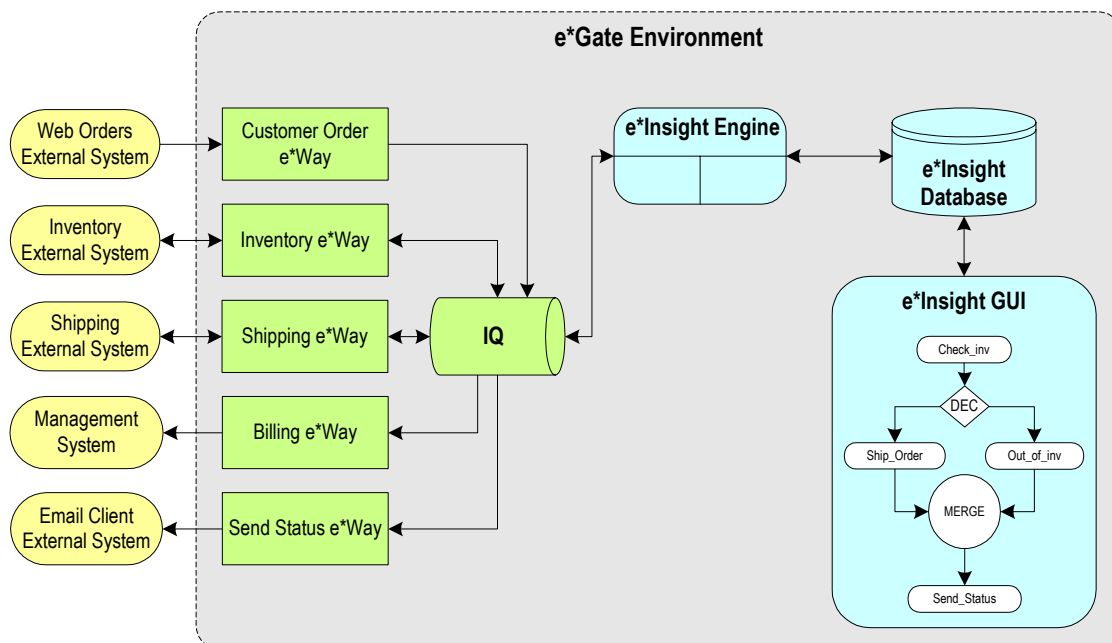 e*Gate Environment
Web Orders
External System
Customer Order
e*Way
e*Insight Engine
e*Insight
Database
Inventory
External System
Inventory e*Way
Shipping
External System
Shipping e*Way
IQ
Management
System
Billing e*Way
Email Client
External System
Send Status e*Way
e*Insight GUI
Check_inv
DEC
Ship_Order
Out_of_inv
MERGE
Send_Status